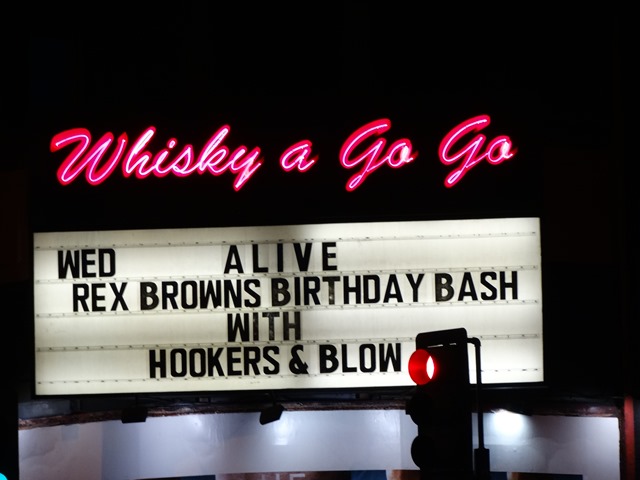 Whisky a Go Go
WED ALIVE
REX BROWNS BIRTHDAY BASH
WITH
HOOKERS & BLOW